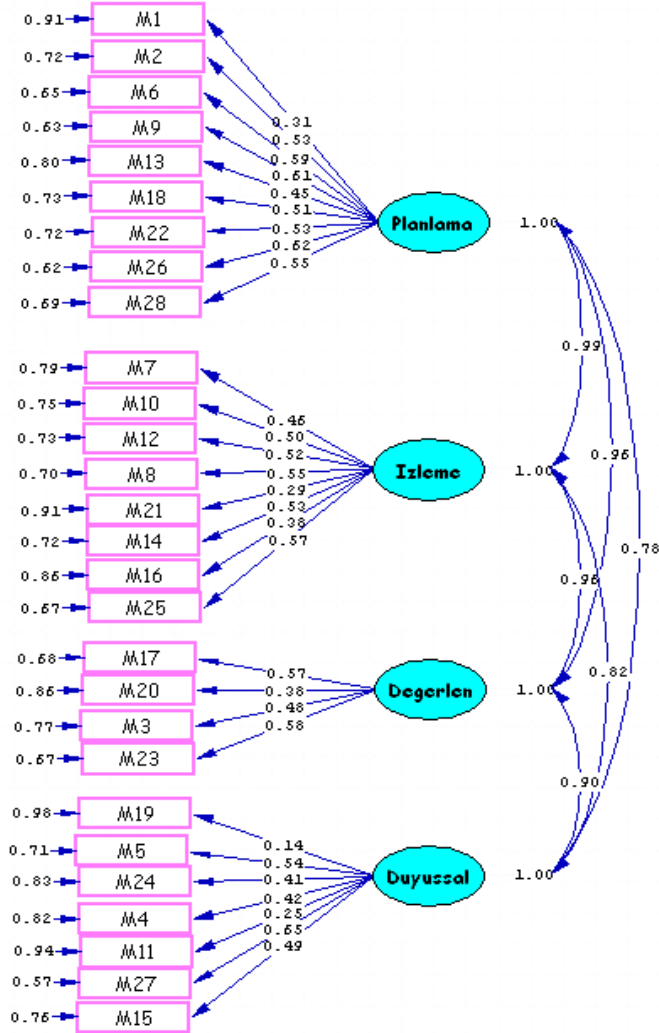 0.91 M1
0.72 M2
0.65 M6
0.63 M9
0.80 M13
0.73 M18
0.72 M22
0.62 M26
0.69 M28
0.31
0.53
0.59
0.61
0.45
0.51
0.53
0.62
0.55
Planlama
1.00
0.79 M7
0.75 M10
0.73 M12
0.70 M8
0.91 M21
0.72 M14
0.86 M16
0.67 M25
0.46
0.50
0.52
0.55
0.29
0.53
0.38
0.57
Izleme
1.00
0.68 M17
0.86 M20
0.77 M3
0.67 M23
0.57
0.38
0.48
0.58
Degerlen
1.00
0.98 M19
0.71 M5
0.83 M24
0.82 M4
0.94 M11
0.57 M27
0.76 M15
0.14
0.54
0.41
0.42
0.25
0.65
0.49
Duyussal
1.00
0.99
0.96
0.78
0.96
0.82
0.90